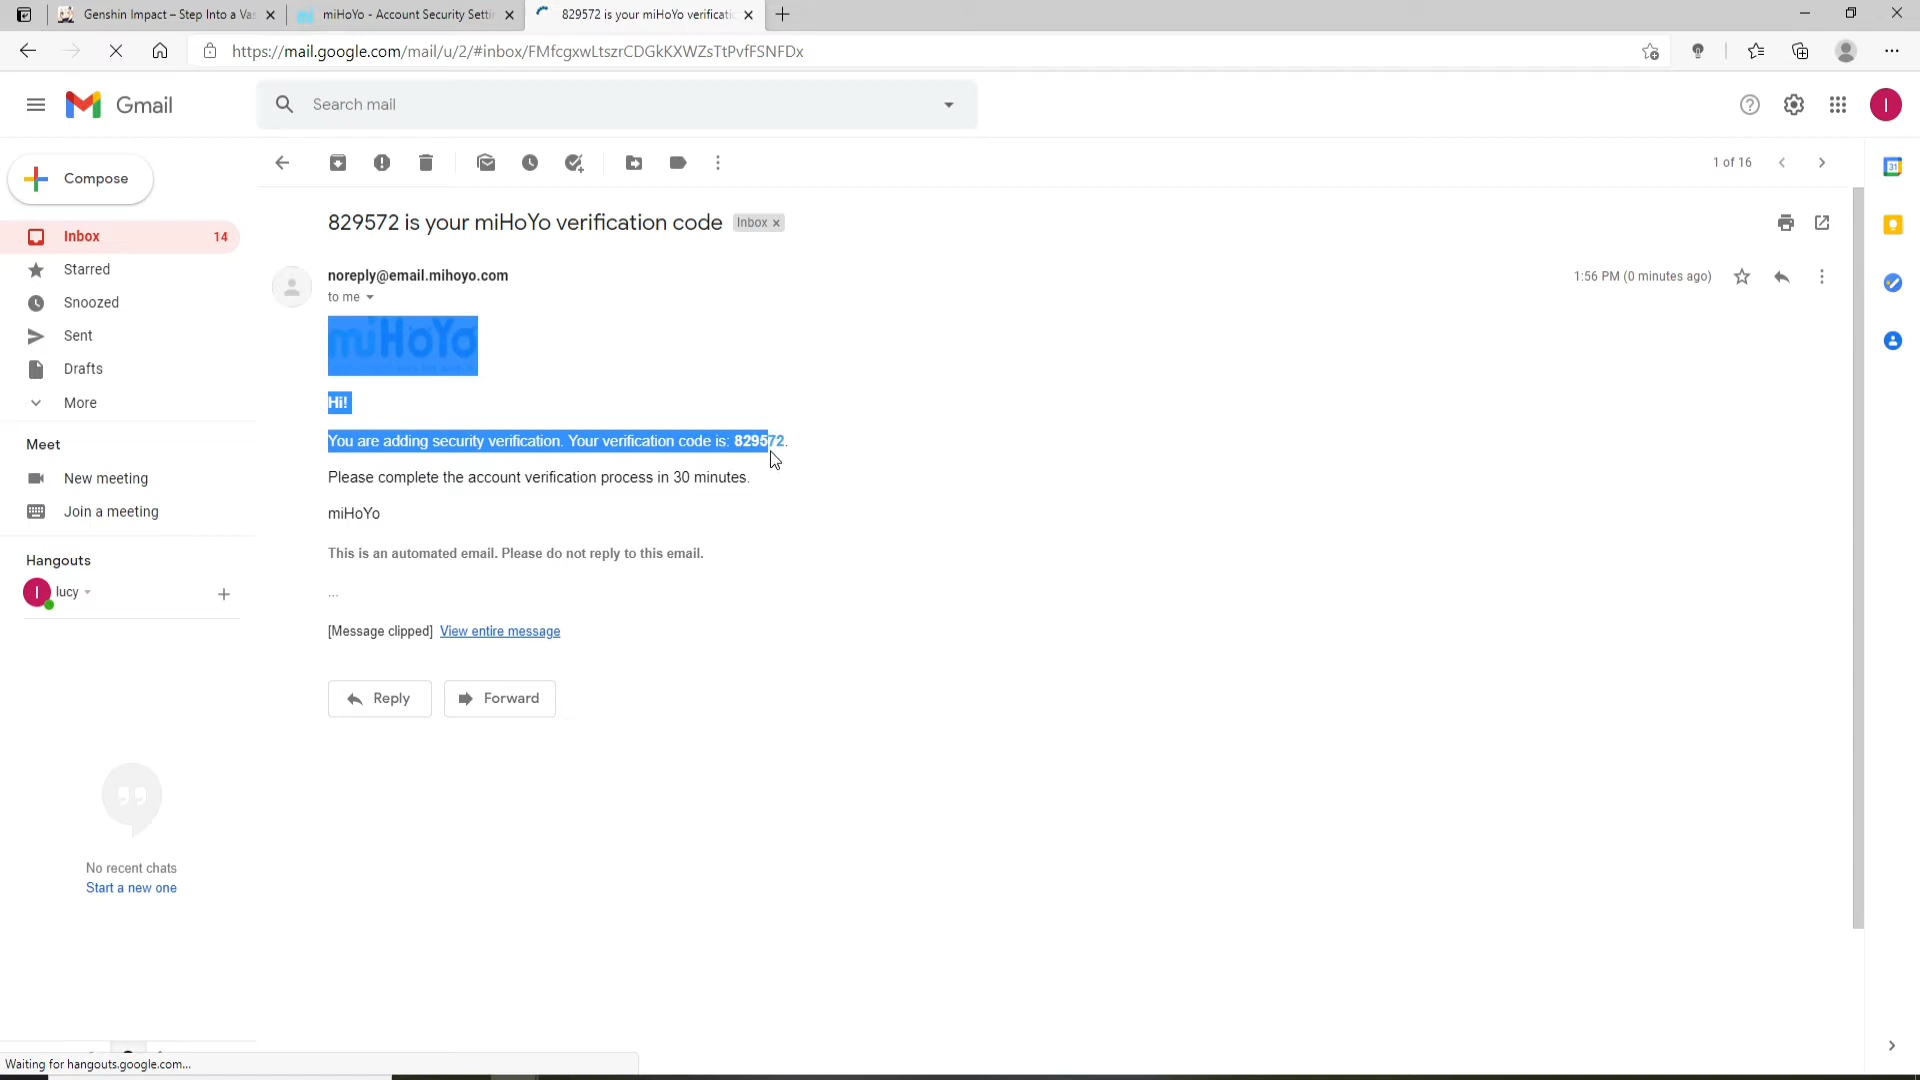 Genshin Impact – Step Into a Vas
miHoYo - Account Security Settin
829572 is your miHoYo verificatio
https://mail.google.com/mail/u/2/#inbox/FMfcgxwLtszrCDGkKXWZsTtPvfFSNFDx
Gmail
Search mail
Compose
1 of 16
Inbox 14
Starred
Snoozed
Sent
Drafts
More
Meet
New meeting
Join a meeting
Hangouts
lucy
No recent chats
Start a new one
829572 is your miHoYo verification code
Inbox ×
noreply@email.mihoyo.com
1:56 PM (0 minutes ago)
to me
miHoYo
Hi!
You are adding security verification. Your verification code is: 829572.
Please complete the account verification process in 30 minutes.
miHoYo
This is an automated email. Please do not reply to this email.
...
[Message clipped] View entire message
Reply
Forward
Waiting for hangouts.google.com...